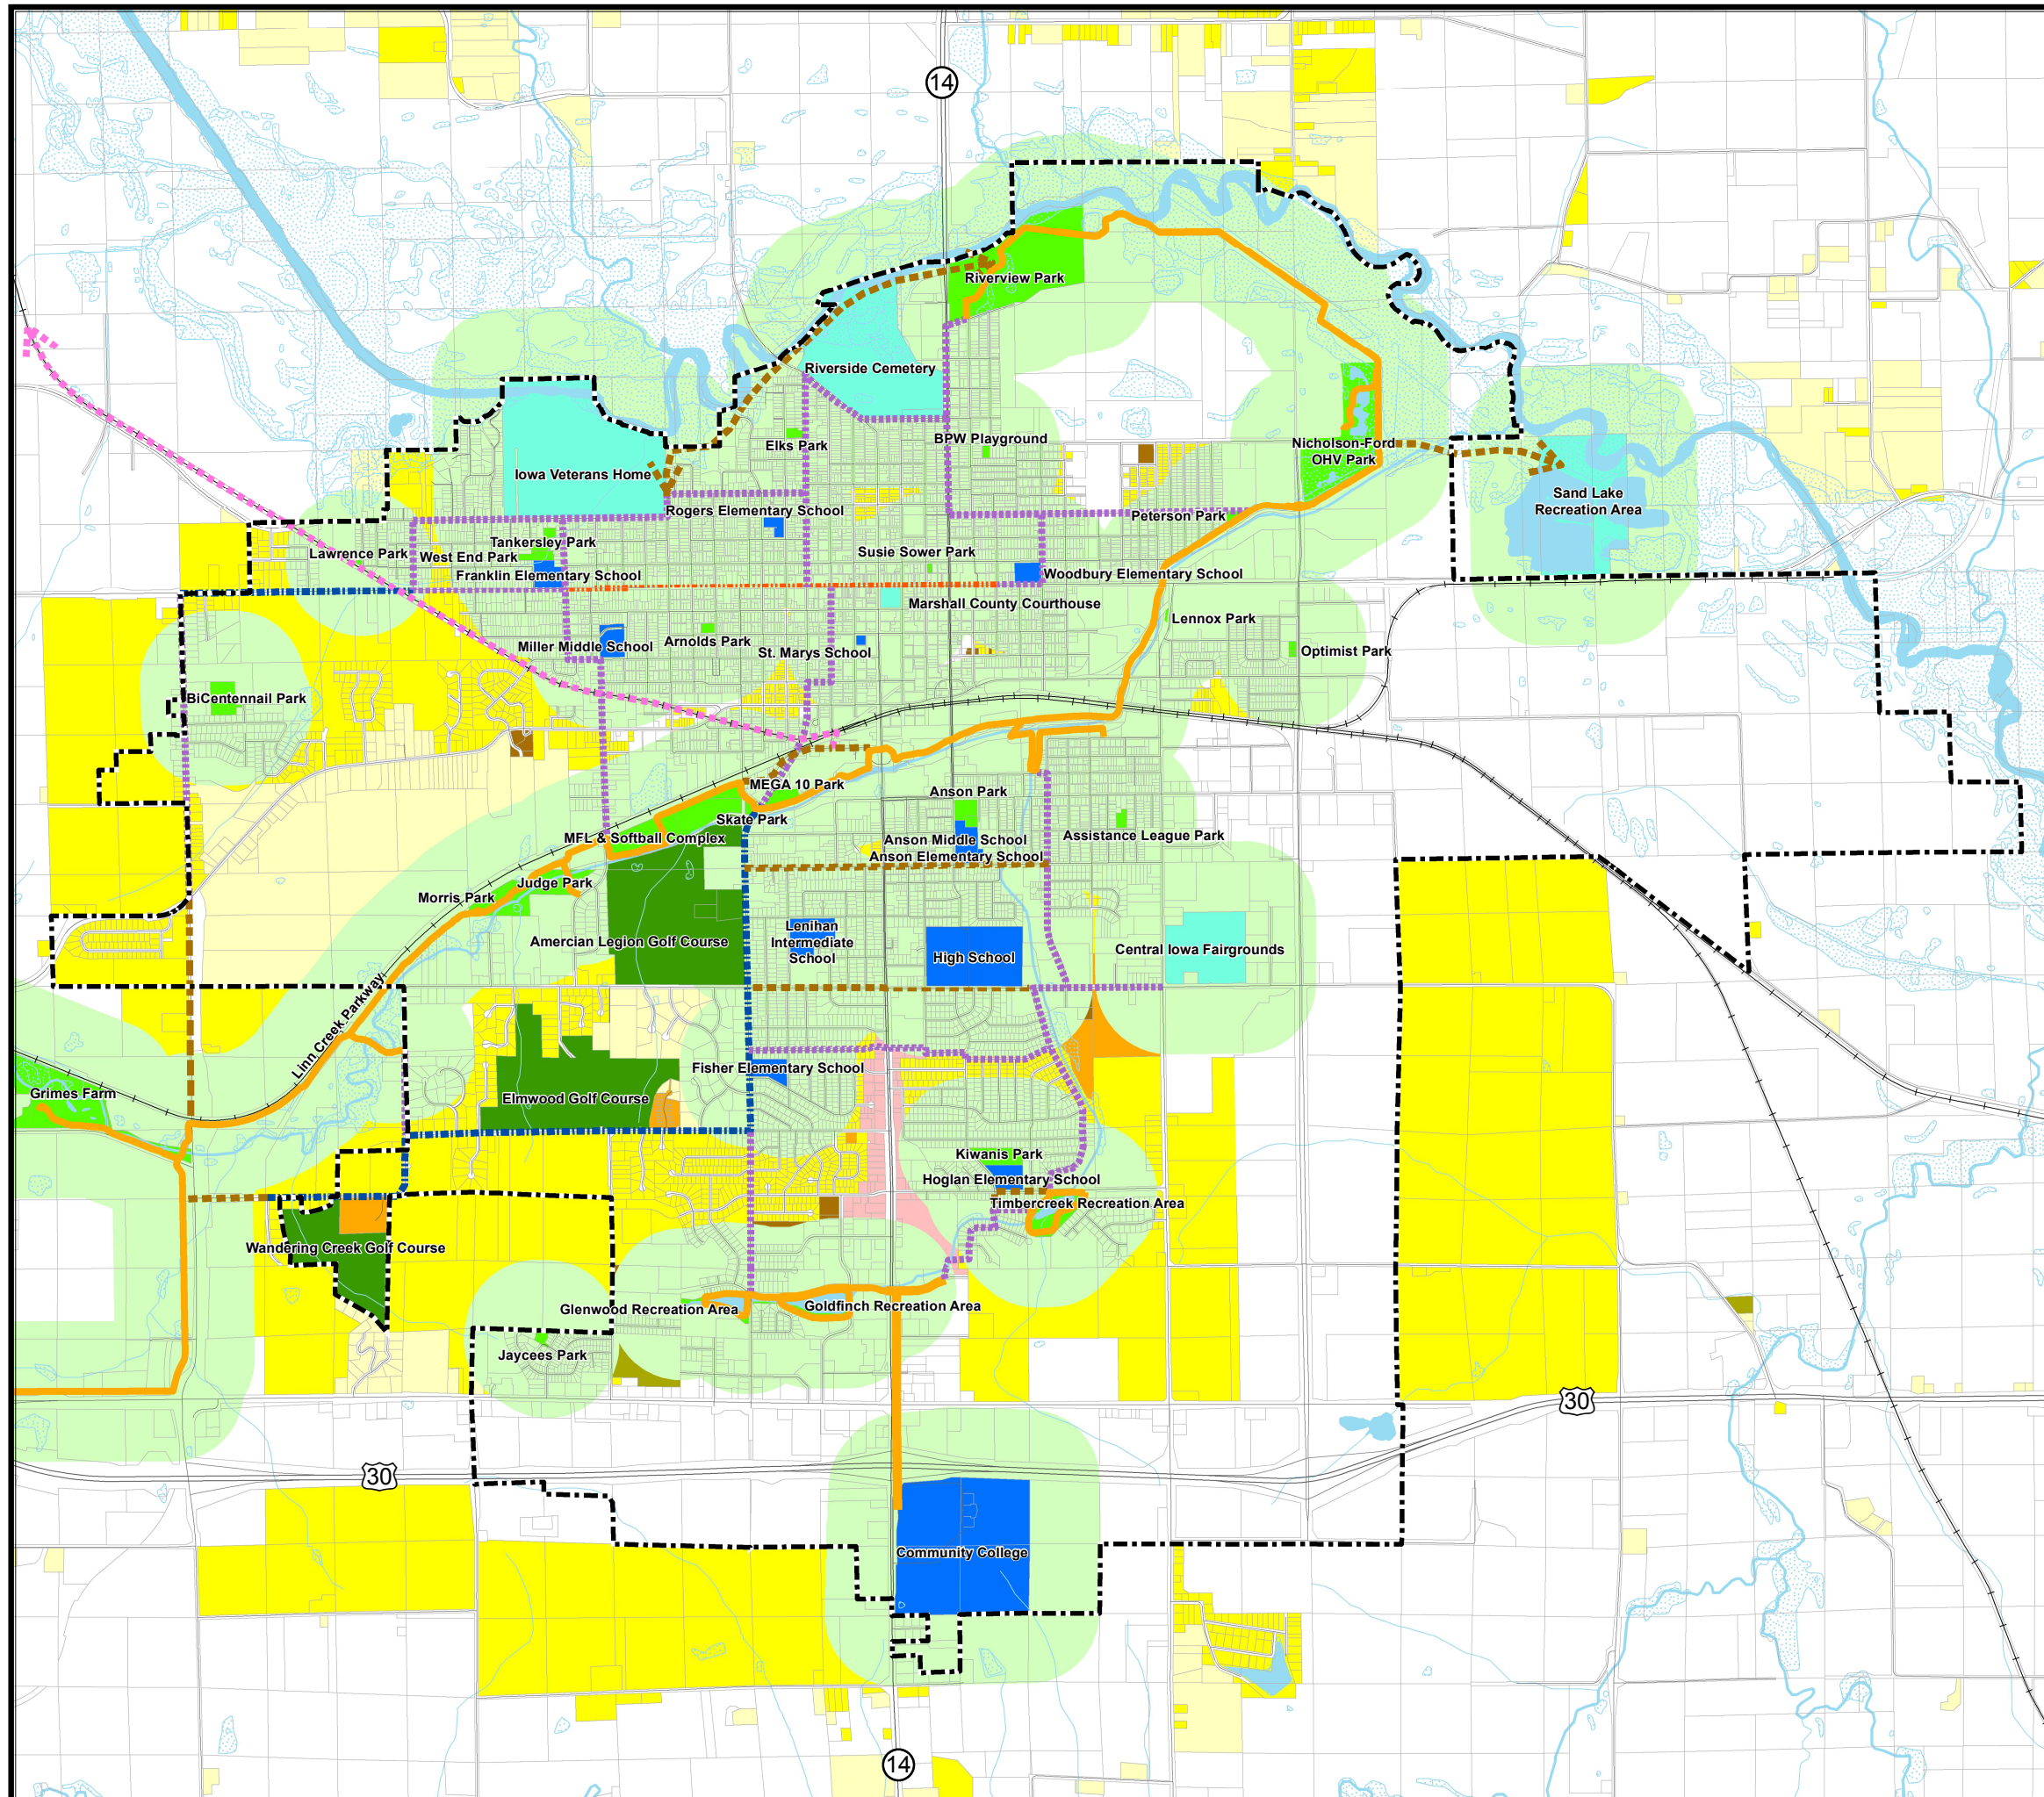 14
Riverview Park
Riverside Cemetery
Elks Park
BPW Playground
Nicholson-Ford
OHV Park
Iowa Veterans Home
Sand Lake
Recreation Area
Rogers Elementary School
Peterson Park
Tankersley Park
Lawrence Park
West End Park
Susie Sower Park
Franklin Elementary School
Woodbury Elementary School
Marshall County Courthouse
Lennox Park
Miller Middle School
Arnolds Park
St. Marys School
Optimist Park
BiCentennail Park
MEGA 10 Park
Anson Park
Skate Park
MFL & Softball Complex
Anson Middle School
Assistance League Park
Anson Elementary School
Judge Park
Morris Park
Amercian Legion Golf Course
Lenihan
Intermediate
School
High School
Central Iowa Fairgrounds
Linn Creek Parkway
Fisher Elementary School
Grimes Farm
Elmwood Golf Course
Kiwanis Park
Hoglan Elementary School
Timbercreek Recreation Area
Wandering Creek Golf Course
Glenwood Recreation Area
Goldfinch Recreation Area
Jaycees Park
30
30
Community College
14